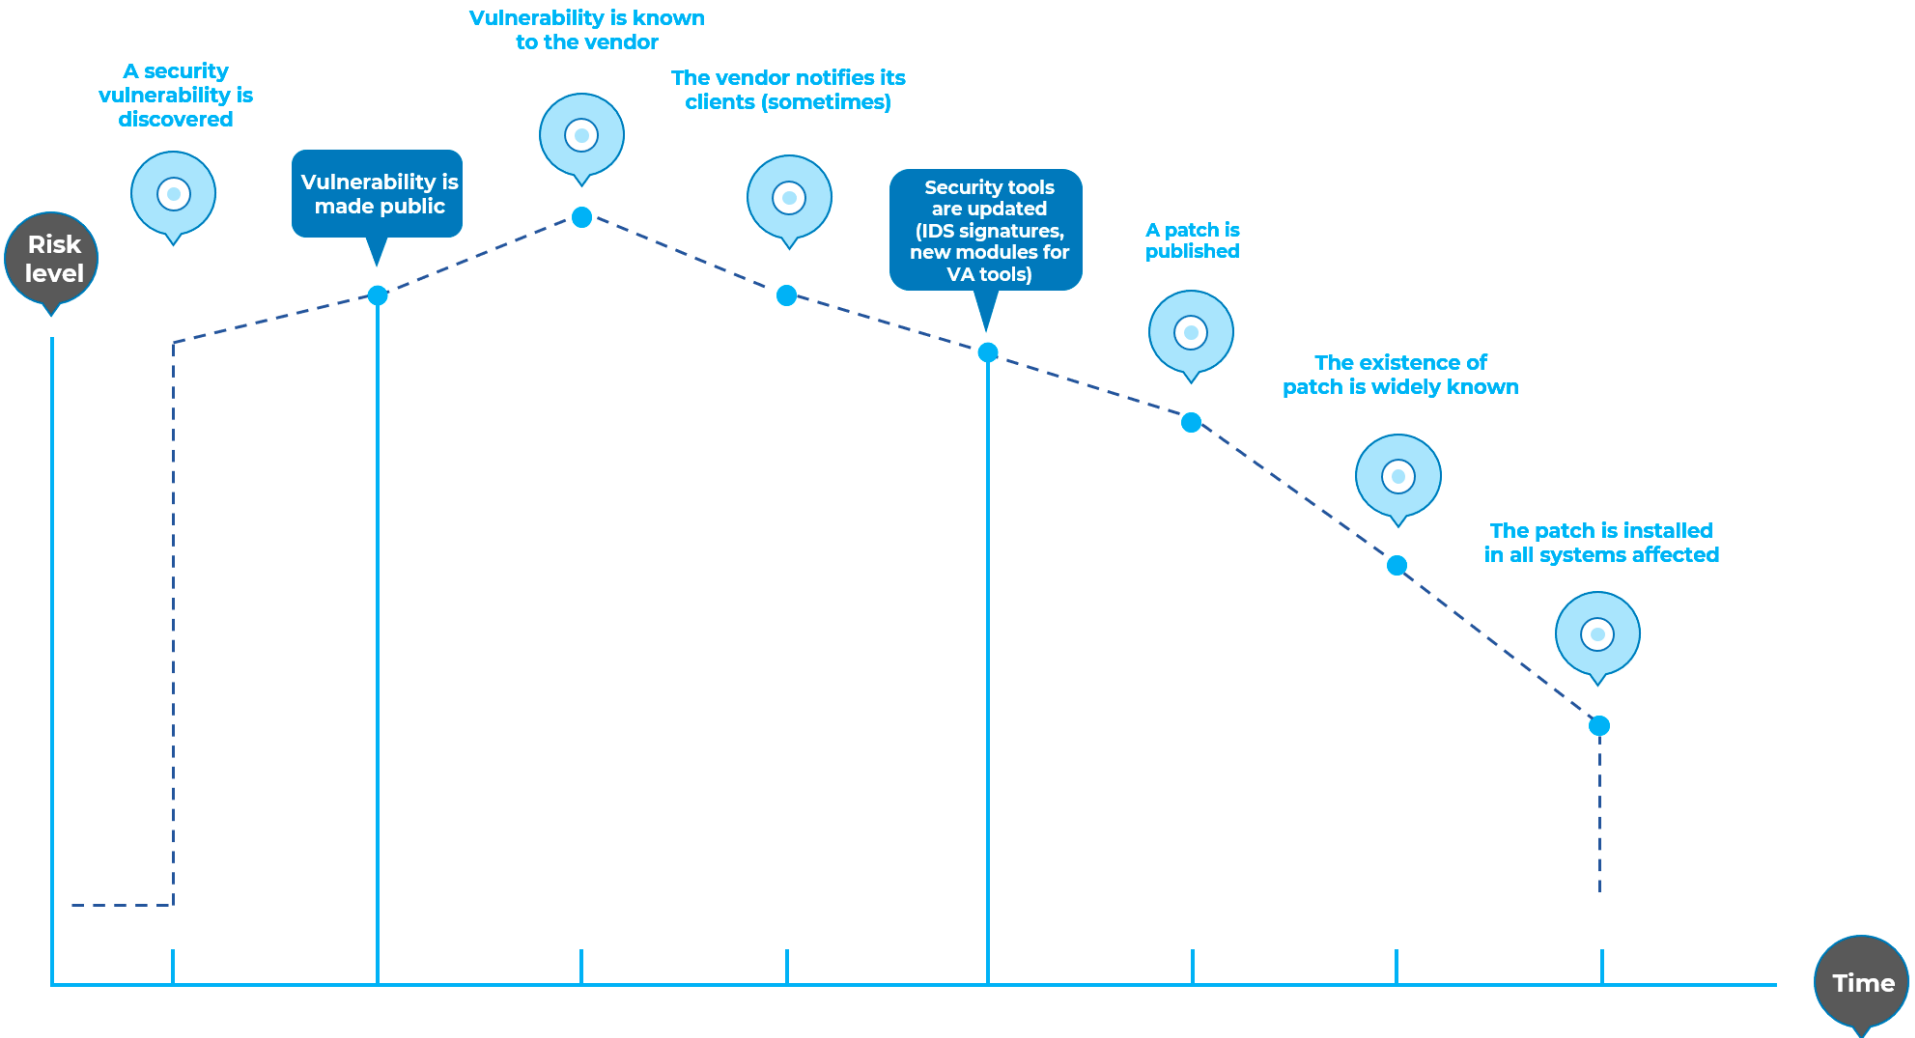 Vulnerability is known
to the vendor
A security
vulnerability is
discovered
The vendor notifies its
clients (sometimes)
Vulnerability is
made public
Security tools
are updated
(IDS signatures,
new modules for
VA tools)
A patch is
published
Risk
level
The existence of
patch is widely known
The patch is installed
in all systems affected
Time